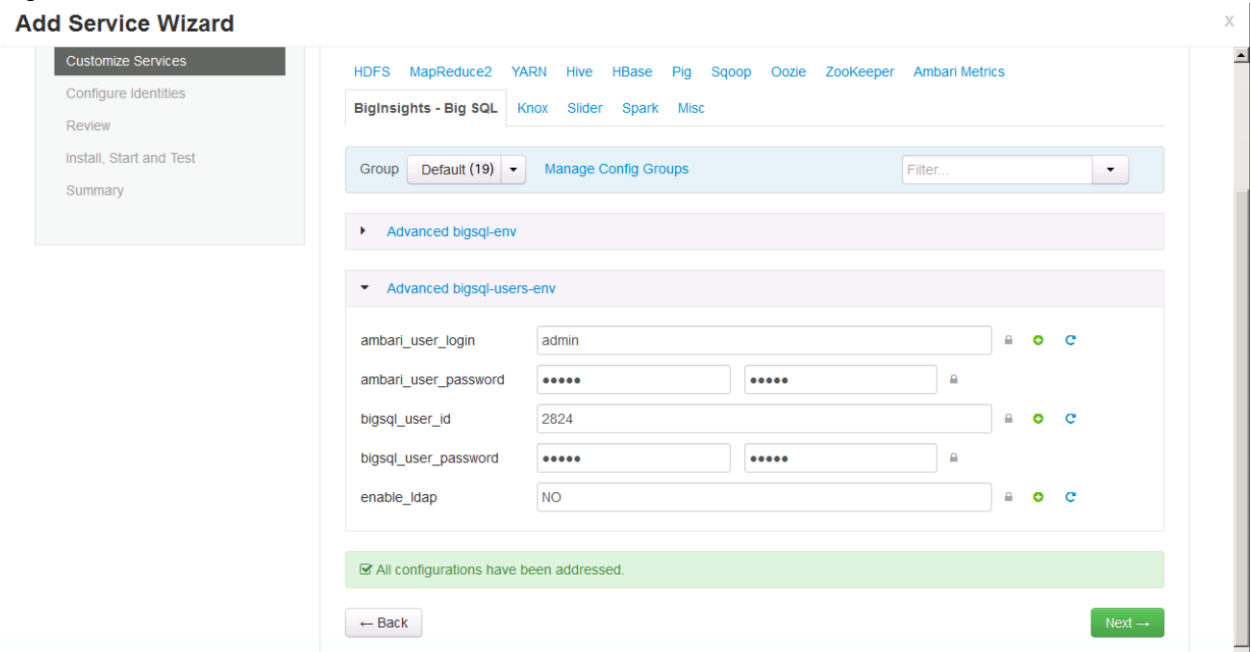 Add Service Wizard
X
Customize Services
Configure Identities
Review
Install, Start and Test
Summary
HDFS MapReduce2 YARN Hive HBase Pig Sqoop Oozie ZooKeeper Ambari Metrics
BigInsights - Big SQL Knox Slider Spark Misc
Group Default (19) Manage Config Groups Filter...
Advanced bigsql-env
Advanced bigsql-users-env
ambari_user_login admin
ambari_user_password ●●●●● ●●●●●
bigsql_user_id 2824
bigsql_user_password ●●●●● ●●●●●
enable_ldap NO
All configurations have been addressed.
← Back Next →